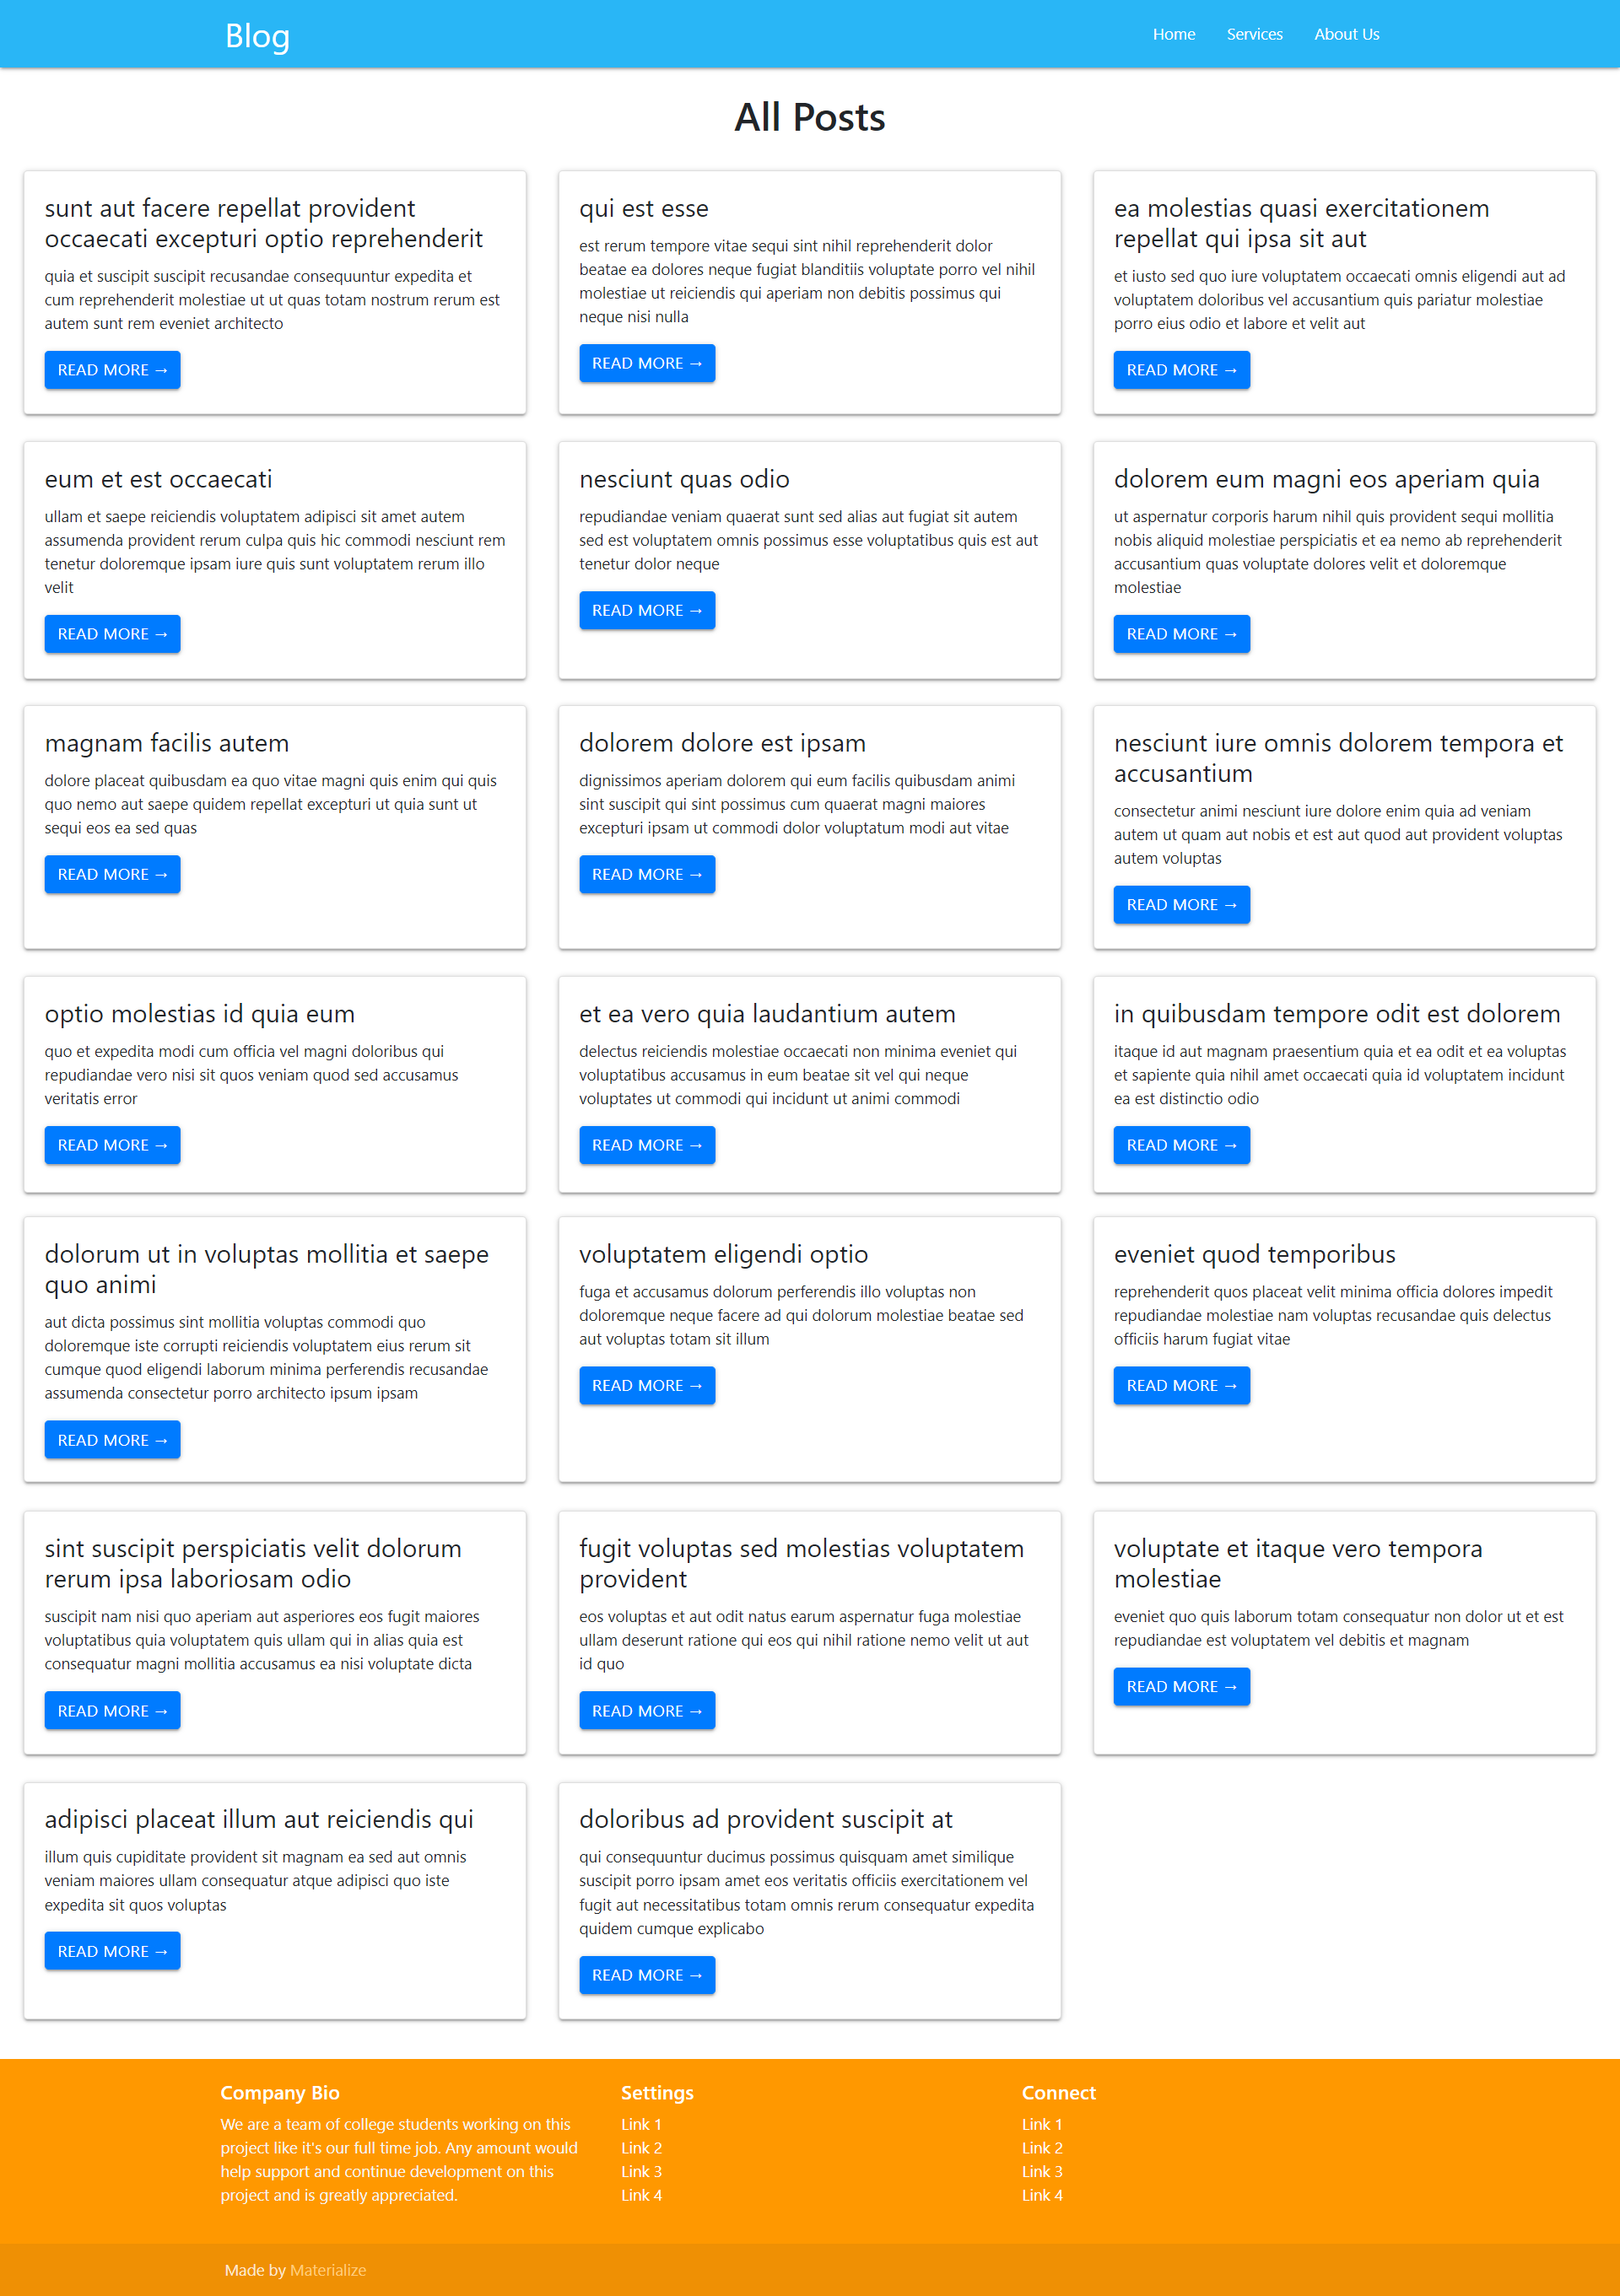 Blog
Home
Services
About Us
All Posts
sunt aut facere repellat provident
occaecati excepturi optio reprehenderit
quia et suscipit suscipit recusandae consequuntur expedita et
cum reprehenderit molestiae ut ut quas totam nostrum rerum est
autem sunt rem eveniet architecto
READ MORE →
qui est esse
est rerum tempore vitae sequi sint nihil reprehenderit dolor
beatae ea dolores neque fugiat blanditiis voluptate porro vel nihil
molestiae ut reiciendis qui aperiam non debitis possimus qui
neque nisi nulla
READ MORE →
ea molestias quasi exercitationem
repellat qui ipsa sit aut
et iusto sed quo iure voluptatem occaecati omnis eligendi aut ad
voluptatem doloribus vel accusantium quis pariatur molestiae
porro eius odio et labore et velit aut
READ MORE →
eum et est occaecati
ullam et saepe reiciendis voluptatem adipisci sit amet autem
assumenda provident rerum culpa quis hic commodi nesciunt rem
tenetur doloremque ipsam iure quis sunt voluptatem rerum illo
velit
READ MORE →
nesciunt quas odio
repudiandae veniam quaerat sunt sed alias aut fugiat sit autem
sed est voluptatem omnis possimus esse voluptatibus quis est aut
tenetur dolor neque
READ MORE →
dolorem eum magni eos aperiam quia
ut aspernatur corporis harum nihil quis provident sequi mollitia
nobis aliquid molestiae perspiciatis et ea nemo ab reprehenderit
accusantium quas voluptate dolores velit et doloremque
molestiae
READ MORE →
magnam facilis autem
dolore placeat quibusdam ea quo vitae magni quis enim qui quis
quo nemo aut saepe quidem repellat excepturi ut quia sunt ut
sequi eos ea sed quas
READ MORE →
dolorem dolore est ipsam
dignissimos aperiam dolorem qui eum facilis quibusdam animi
sint suscipit qui sint possimus cum quaerat magni maiores
excepturi ipsam ut commodi dolor voluptatum modi aut vitae
READ MORE →
nesciunt iure omnis dolorem tempora et
accusantium
consectetur animi nesciunt iure dolore enim quia ad veniam
autem ut quam aut nobis et est aut quod aut provident voluptas
autem voluptas
READ MORE →
optio molestias id quia eum
quo et expedita modi cum officia vel magni doloribus qui
repudiandae vero nisi sit quos veniam quod sed accusamus
veritatis error
READ MORE →
et ea vero quia laudantium autem
delectus reiciendis molestiae occaecati non minima eveniet qui
voluptatibus accusamus in eum beatae sit vel qui neque
voluptates ut commodi qui incidunt ut animi commodi
READ MORE →
in quibusdam tempore odit est dolorem
itaque id aut magnam praesentium quia et ea odit et ea voluptas
et sapiente quia nihil amet occaecati quia id voluptatem incidunt
ea est distinctio odio
READ MORE →
dolorum ut in voluptas mollitia et saepe
quo animi
aut dicta possimus sint mollitia voluptas commodi quo
doloremque iste corrupti reiciendis voluptatem eius rerum sit
cumque quod eligendi laborum minima perferendis recusandae
assumenda consectetur porro architecto ipsum ipsam
READ MORE →
voluptatem eligendi optio
fuga et accusamus dolorum perferendis illo voluptas non
doloremque neque facere ad qui dolorum molestiae beatae sed
aut voluptas totam sit illum
READ MORE →
eveniet quod temporibus
reprehenderit quos placeat velit minima officia dolores impedit
repudiandae molestiae nam voluptas recusandae quis delectus
officiis harum fugiat vitae
READ MORE →
sint suscipit perspiciatis velit dolorum
rerum ipsa laboriosam odio
suscipit nam nisi quo aperiam aut asperiores eos fugit maiores
voluptatibus quia voluptatem quis ullam qui in alias quia est
consequatur magni mollitia accusamus ea nisi voluptate dicta
READ MORE →
fugit voluptas sed molestias voluptatem
provident
eos voluptas et aut odit natus earum aspernatur fuga molestiae
ullam deserunt ratione qui eos qui nihil ratione nemo velit ut aut
id quo
READ MORE →
voluptate et itaque vero tempora
molestiae
eveniet quo quis laborum totam consequatur non dolor ut et est
repudiandae est voluptatem vel debitis et magnam
READ MORE →
adipisci placeat illum aut reiciendis qui
illum quis cupiditate provident sit magnam ea sed aut omnis
veniam maiores ullam consequatur atque adipisci quo iste
expedita sit quos voluptas
READ MORE →
doloribus ad provident suscipit at
qui consequuntur ducimus possimus quisquam amet similique
suscipit porro ipsam amet eos veritatis officiis exercitationem vel
fugit aut necessitatibus totam omnis rerum consequatur expedita
quidem cumque explicabo
READ MORE →
Company Bio
We are a team of college students working on this
project like it's our full time job. Any amount would
help support and continue development on this
project and is greatly appreciated.
Settings
Link 1
Link 2
Link 3
Link 4
Connect
Link 1
Link 2
Link 3
Link 4
Made by Materialize